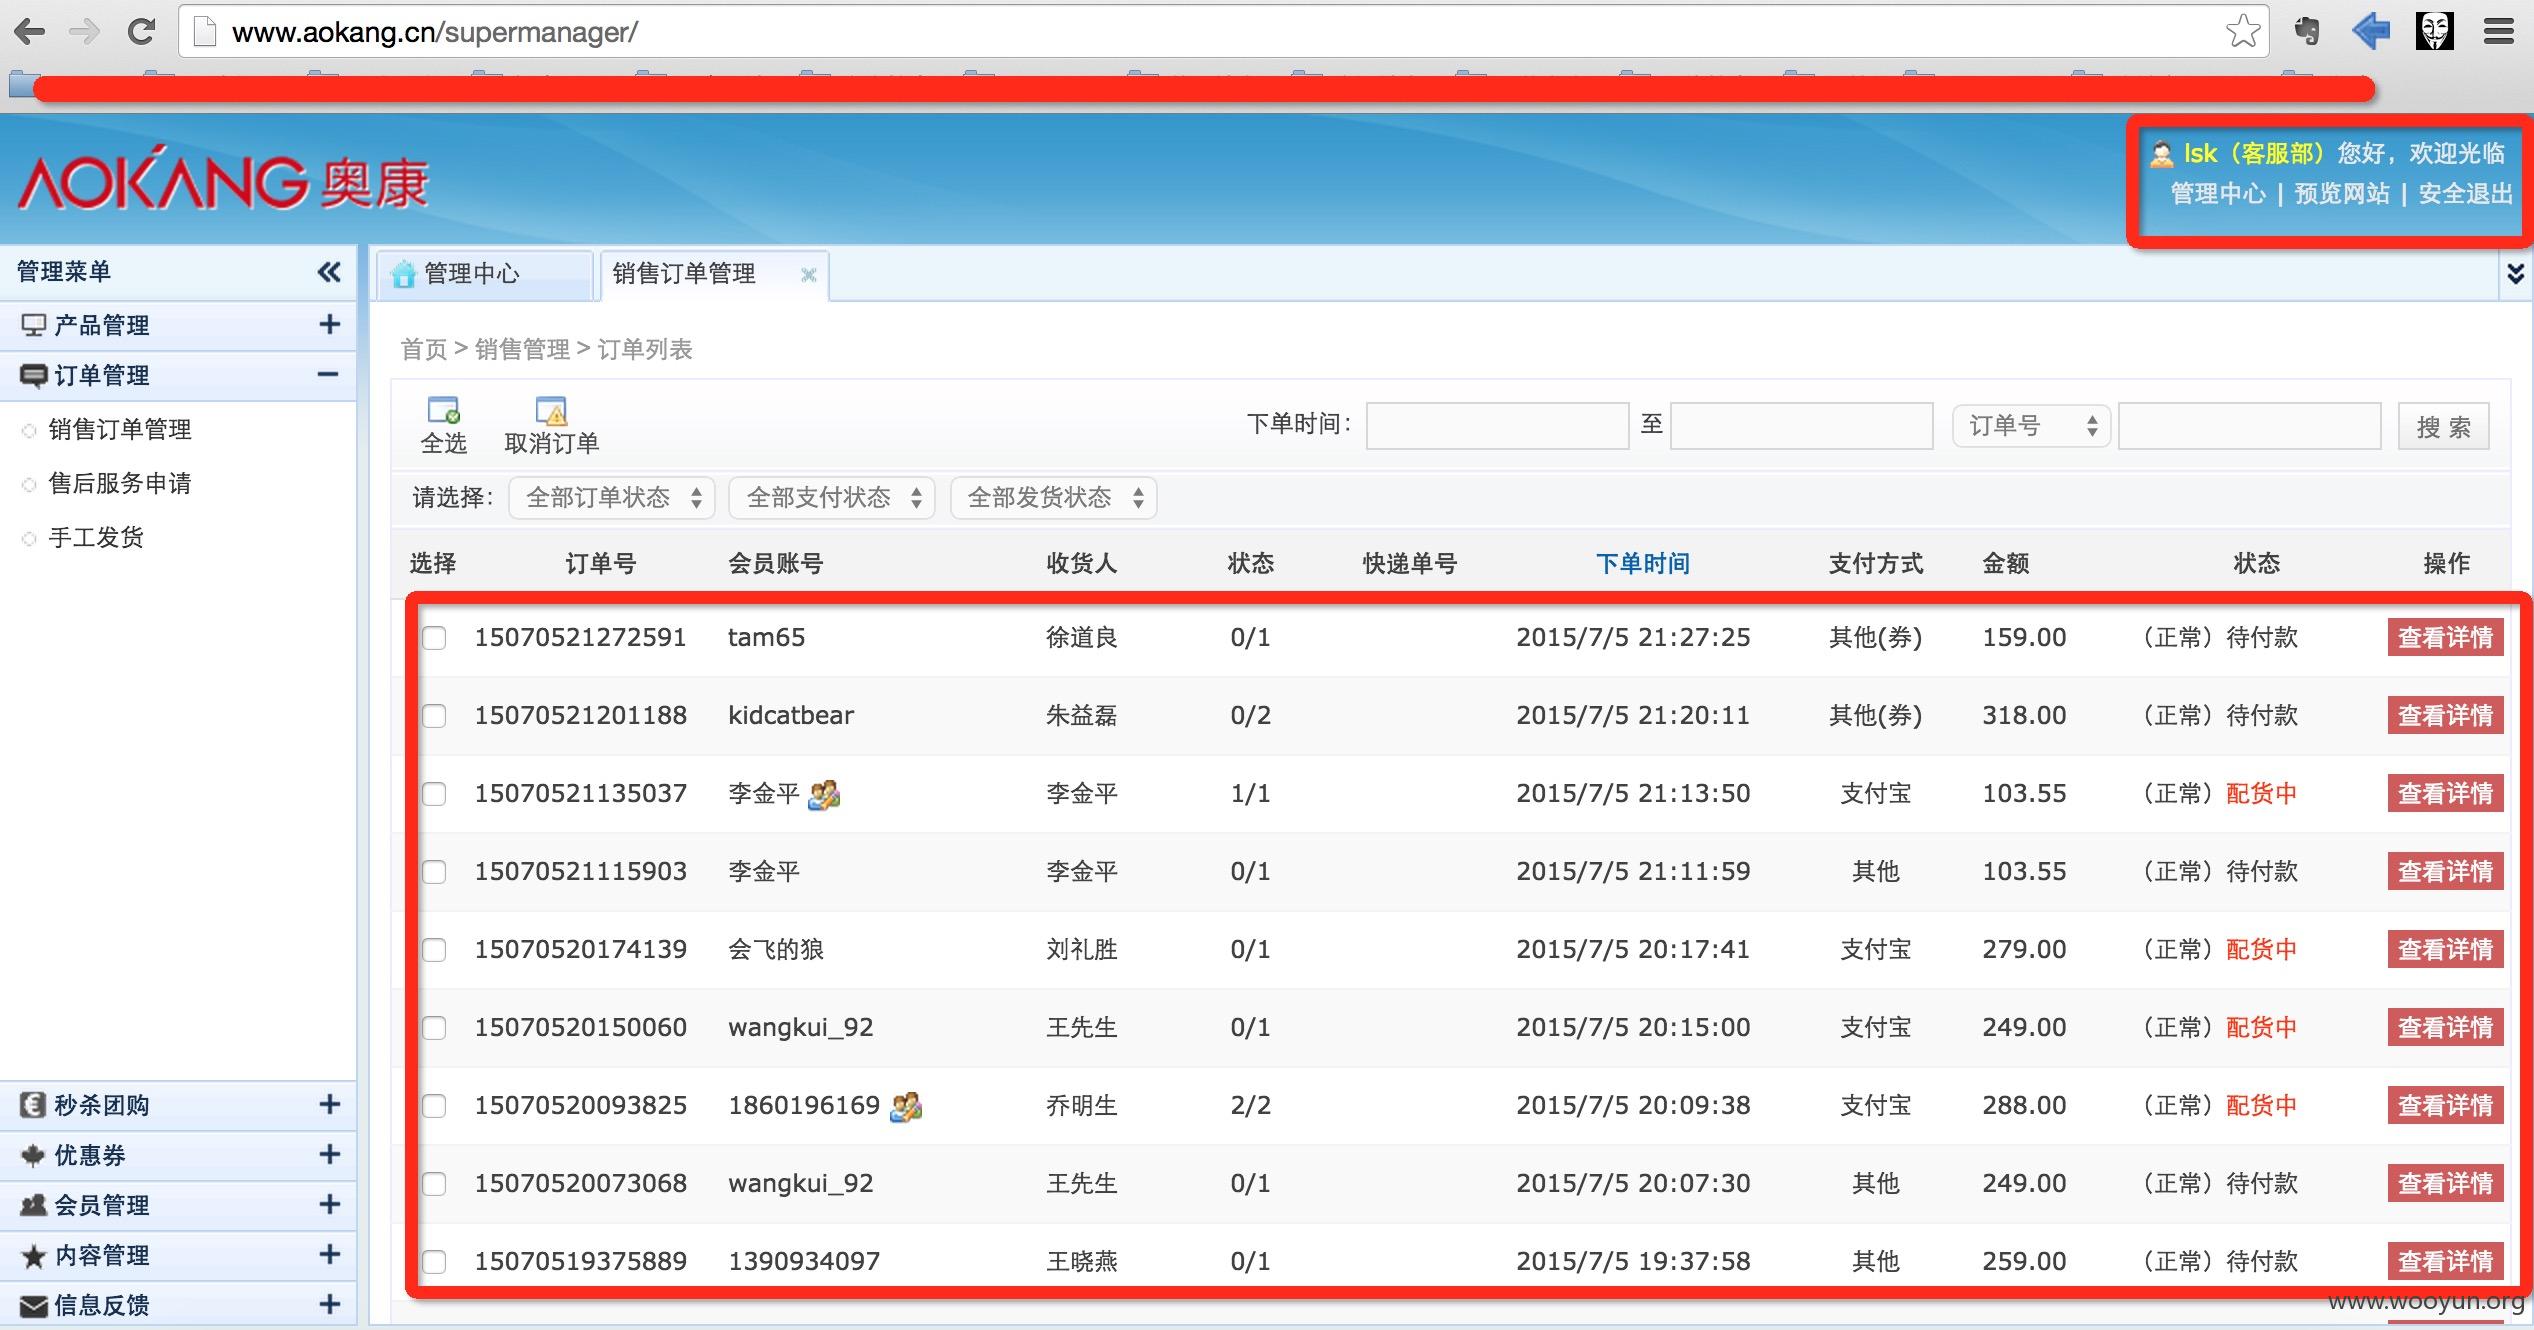 www.aokang.cn/supermanager/
AOKANG 奥康
lsk（客服部）您好，欢迎光临
管理中心 | 预览网站 | 安全退出
管理菜单
产品管理
订单管理
销售订单管理
售后服务申请
手工发货
秒杀团购
优惠券
会员管理
内容管理
信息反馈
管理中心 销售订单管理
首页 > 销售管理 > 订单列表
全选 取消订单 下单时间： 至 订单号 搜 索
请选择： 全部订单状态 全部支付状态 全部发货状态
选择 订单号 会员账号 收货人 状态 快递单号 下单时间 支付方式 金额 状态 操作
15070521272591 tam65 徐道良 0/1 2015/7/5 21:27:25 其他(券) 159.00 （正常）待付款 查看详情
15070521201188 kidcatbear 朱益磊 0/2 2015/7/5 21:20:11 其他(券) 318.00 （正常）待付款 查看详情
15070521135037 李金平 李金平 1/1 2015/7/5 21:13:50 支付宝 103.55 （正常）配货中 查看详情
15070521115903 李金平 李金平 0/1 2015/7/5 21:11:59 其他 103.55 （正常）待付款 查看详情
15070520174139 会飞的狼 刘礼胜 0/1 2015/7/5 20:17:41 支付宝 279.00 （正常）配货中 查看详情
15070520150060 wangkui_92 王先生 0/1 2015/7/5 20:15:00 支付宝 249.00 （正常）配货中 查看详情
15070520093825 1860196169 乔明生 2/2 2015/7/5 20:09:38 支付宝 288.00 （正常）配货中 查看详情
15070520073068 wangkui_92 王先生 0/1 2015/7/5 20:07:30 其他 249.00 （正常）待付款 查看详情
15070519375889 1390934097 王晓燕 0/1 2015/7/5 19:37:58 其他 259.00 （正常）待付款 查看详情
www.wooyun.org